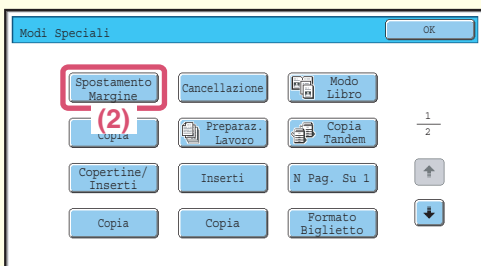 Modi Speciali
OK
Spostamento
Margine
Cancellazione
Modo
Libro
(2)
Copia
Preparaz.
Lavoro
Copia
Tandem
1
2
Copertine/
Inserti
Inserti
N Pag. Su 1
Copia
Copia
Formato
Biglietto